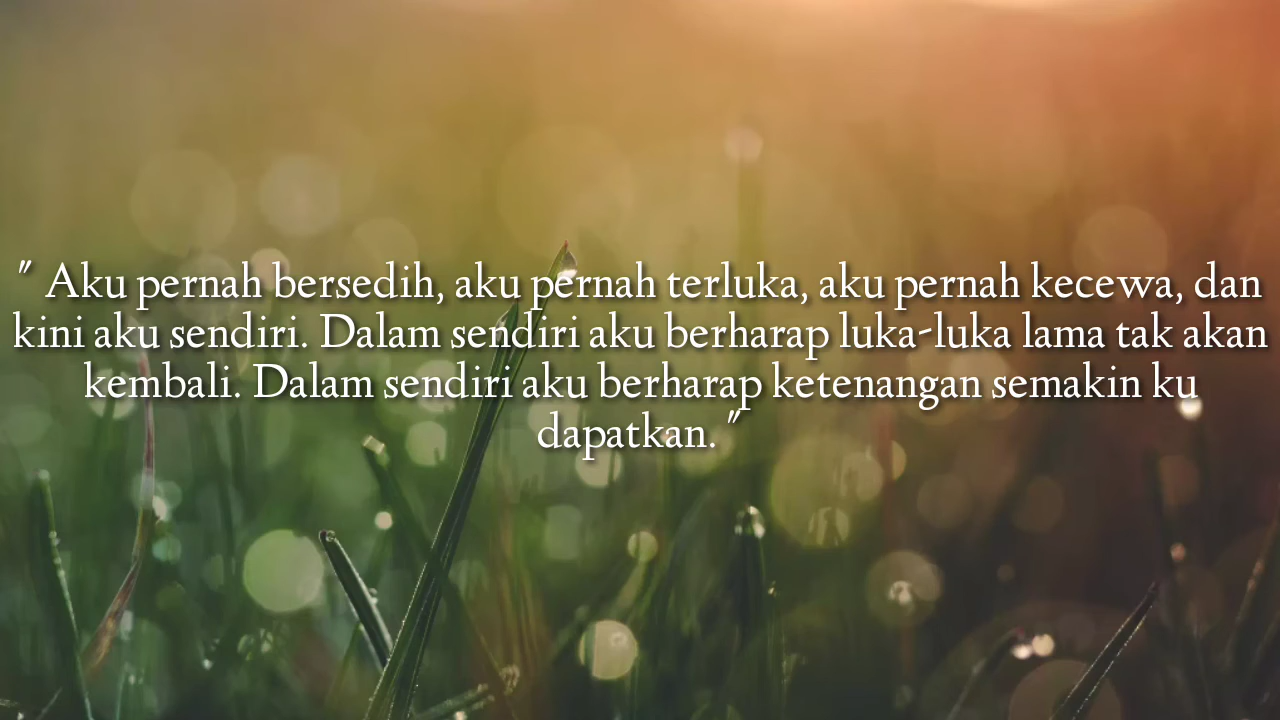 " Aku pernah bersedih, aku pernah terluka, aku pernah kecewa, dan
kini aku sendiri. Dalam sendiri aku berharap luka-luka lama tak akan
kembali. Dalam sendiri aku berharap ketenangan semakin ku
dapatkan. "